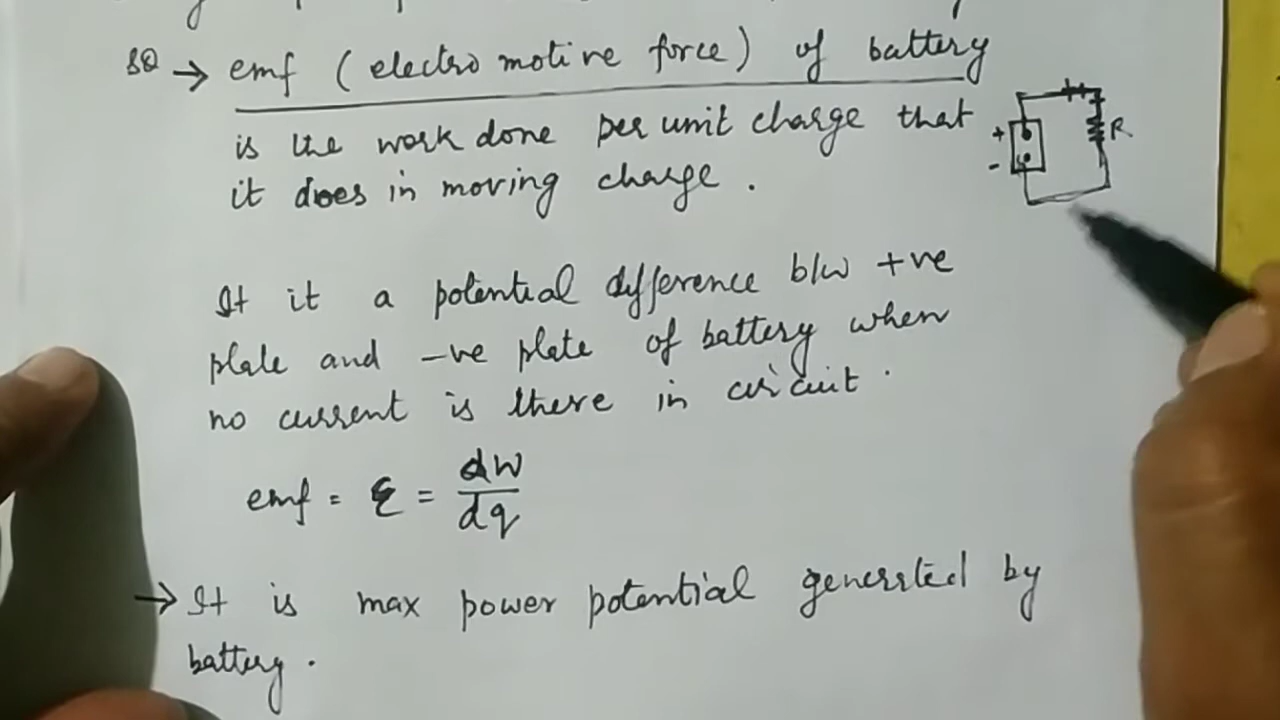 SQ → emf (electro motive force) of battery
is the work done per unit charge that
it does in moving charge.
+
-
R
It it a potential difference b/w +ve
plate and -ve plate of battery when
no current is there in circuit.
emf = ε = dW/dq
→ It is max power potential generated by
battery.